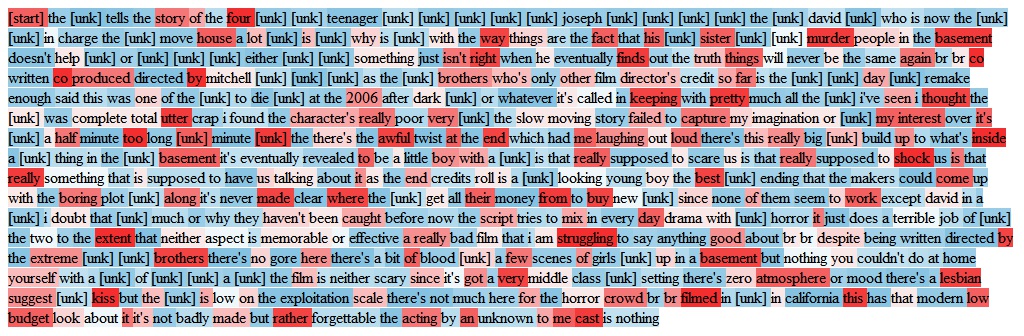 [start] the [unk] tells the story of the four [unk] [unk] teenager [unk] [unk] [unk] [unk] [unk] joseph [unk] [unk] [unk] [unk] the [unk] david [unk] who is now the [unk]
[unk] in charge the [unk] move house a lot [unk] is [unk] why is [unk] with the way things are the fact that his [unk] sister [unk] [unk] murder people in the basement
doesn't help [unk] or [unk] [unk] [unk] either [unk] [unk] something just isn't right when he eventually finds out the truth things will never be the same again br br co
written co produced directed by mitchell [unk] [unk] [unk] as the [unk] brothers who's only other film director's credit so far is the [unk] [unk] day [unk] remake
enough said this was one of the [unk] to die [unk] at the 2006 after dark [unk] or whatever it's called in keeping with pretty much all the [unk] i've seen i thought the
[unk] was complete total utter crap i found the character's really poor very [unk] the slow moving story failed to capture my imagination or [unk] my interest over it's
[unk] a half minute too long [unk] minute [unk] the there's the awful twist at the end which had me laughing out loud there's this really big [unk] build up to what's inside
a [unk] thing in the [unk] basement it's eventually revealed to be a little boy with a [unk] is that really supposed to scare us is that really supposed to shock us is that
really something that is supposed to have us talking about it as the end credits roll is a [unk] looking young boy the best [unk] ending that the makers could come up
with the boring plot [unk] along it's never made clear where the [unk] get all their money from to buy new [unk] since none of them seem to work except david in a
[unk] i doubt that [unk] much or why they haven't been caught before now the script tries to mix in every day drama with [unk] horror it just does a terrible job of [unk]
the two to the extent that neither aspect is memorable or effective a really bad film that i am struggling to say anything good about br br despite being written directed by
the extreme [unk] [unk] brothers there's no gore here there's a bit of blood [unk] a few scenes of girls [unk] up in a basement but nothing you couldn't do at home
yourself with a [unk] of [unk] [unk] a [unk] the film is neither scary since it's got a very middle class [unk] setting there's zero atmosphere or mood there's a lesbian
suggest [unk] kiss but the [unk] is low on the exploitation scale there's not much here for the horror crowd br br filmed in [unk] in california this has that modern low
budget look about it it's not badly made but rather forgettable the acting by an unknown to me cast is nothing